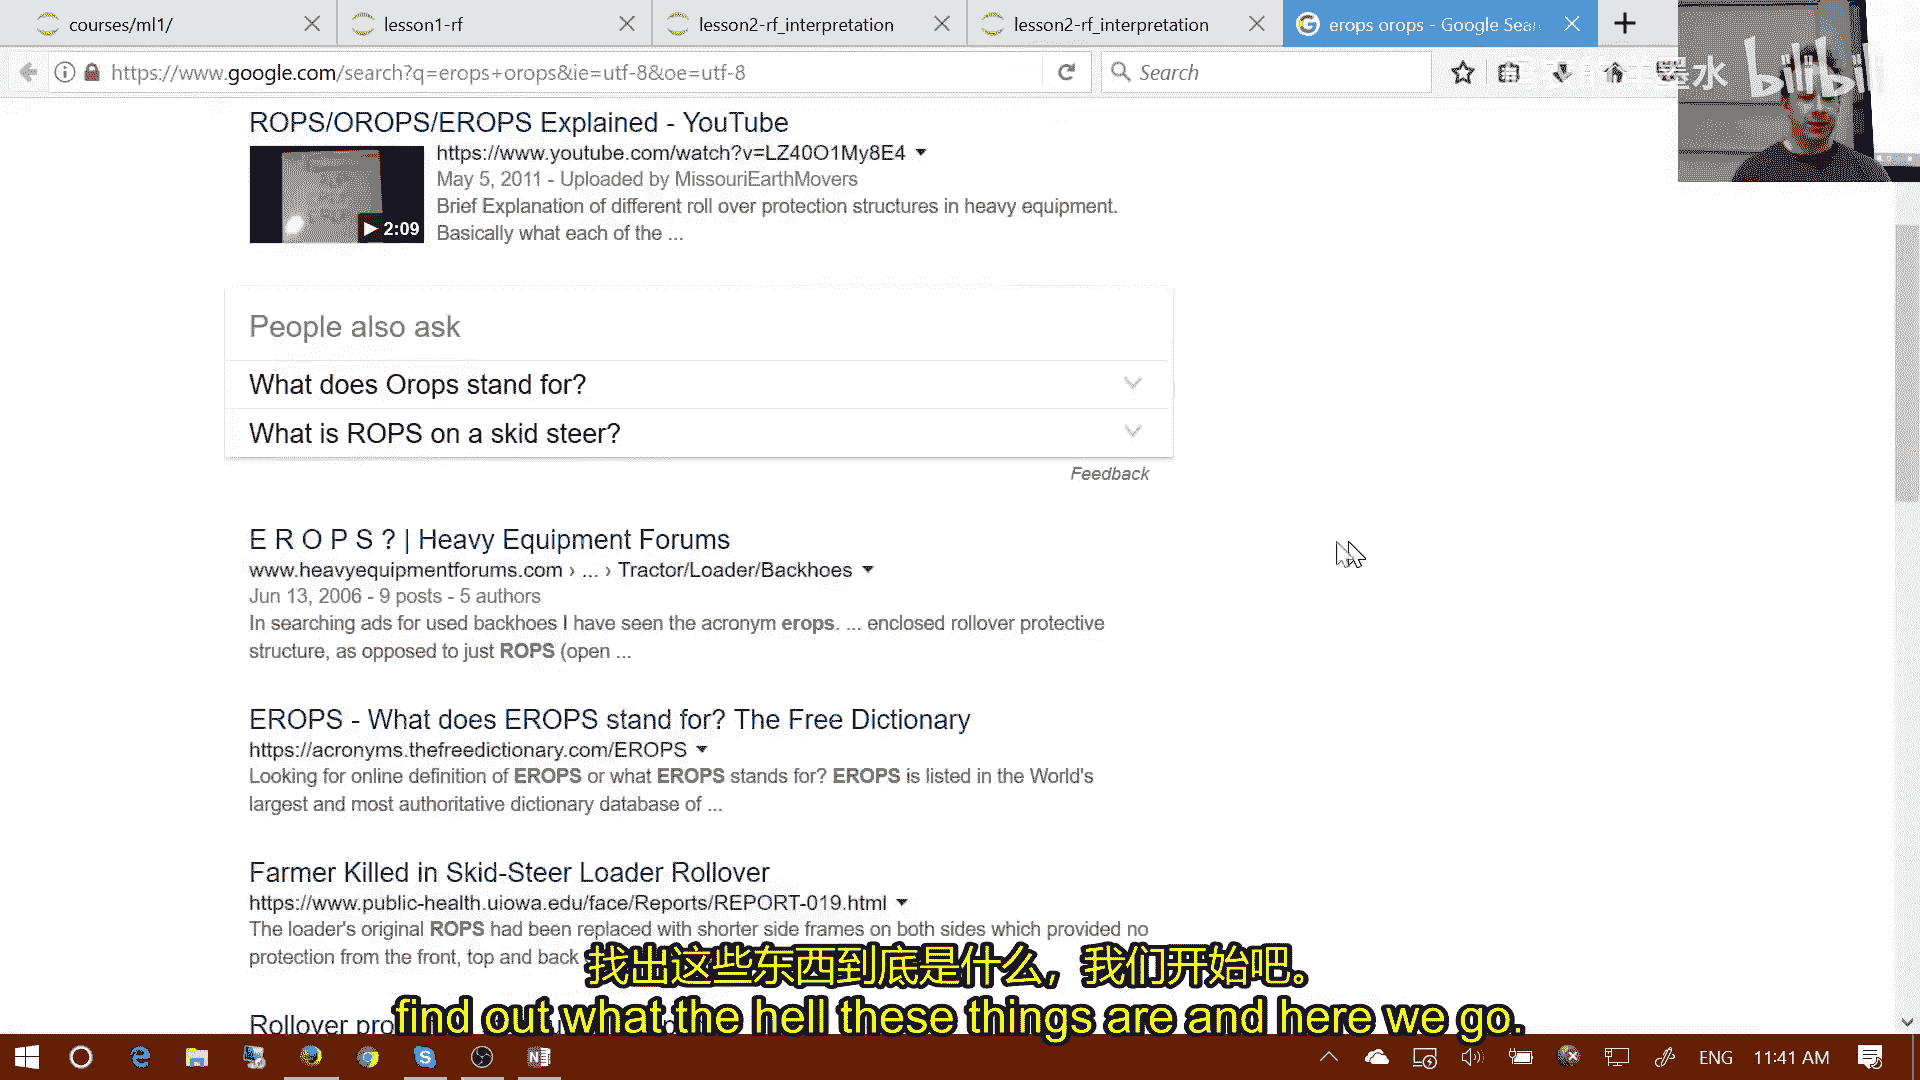 courses/ml1/
lesson1-rf
lesson2-rf_interpretation
lesson2-rf_interpretation
erops orops - Google Sea
https://www.google.com/search?q=erops+orops&ie=utf-8&oe=utf-8
Search
墨水
bilibili
ROPS/OROPS/EROPS Explained - YouTube
https://www.youtube.com/watch?v=LZ40O1My8E4
May 5, 2011 - Uploaded by MissouriEarthMovers
Brief Explanation of different roll over protection structures in heavy equipment.
Basically what each of the ...
2:09
People also ask
What does Orops stand for?
What is ROPS on a skid steer?
Feedback
E R O P S ? | Heavy Equipment Forums
www.heavyequipmentforums.com › ... › Tractor/Loader/Backhoes
Jun 13, 2006 - 9 posts - 5 authors
In searching ads for used backhoes I have seen the acronym erops. ... enclosed rollover protective
structure, as opposed to just ROPS (open ...
EROPS - What does EROPS stand for? The Free Dictionary
https://acronyms.thefreedictionary.com/EROPS
Looking for online definition of EROPS or what EROPS stands for? EROPS is listed in the World's
largest and most authoritative dictionary database of ...
Farmer Killed in Skid-Steer Loader Rollover
https://www.public-health.uiowa.edu/face/Reports/REPORT-019.html
The loader's original ROPS had been replaced with shorter side frames on both sides which provided no
protection from the front, top and back
找出这些东西到底是什么，我们开始吧。
Rollover pro
find out what the hell these things are and here we go.
ENG
11:41 AM